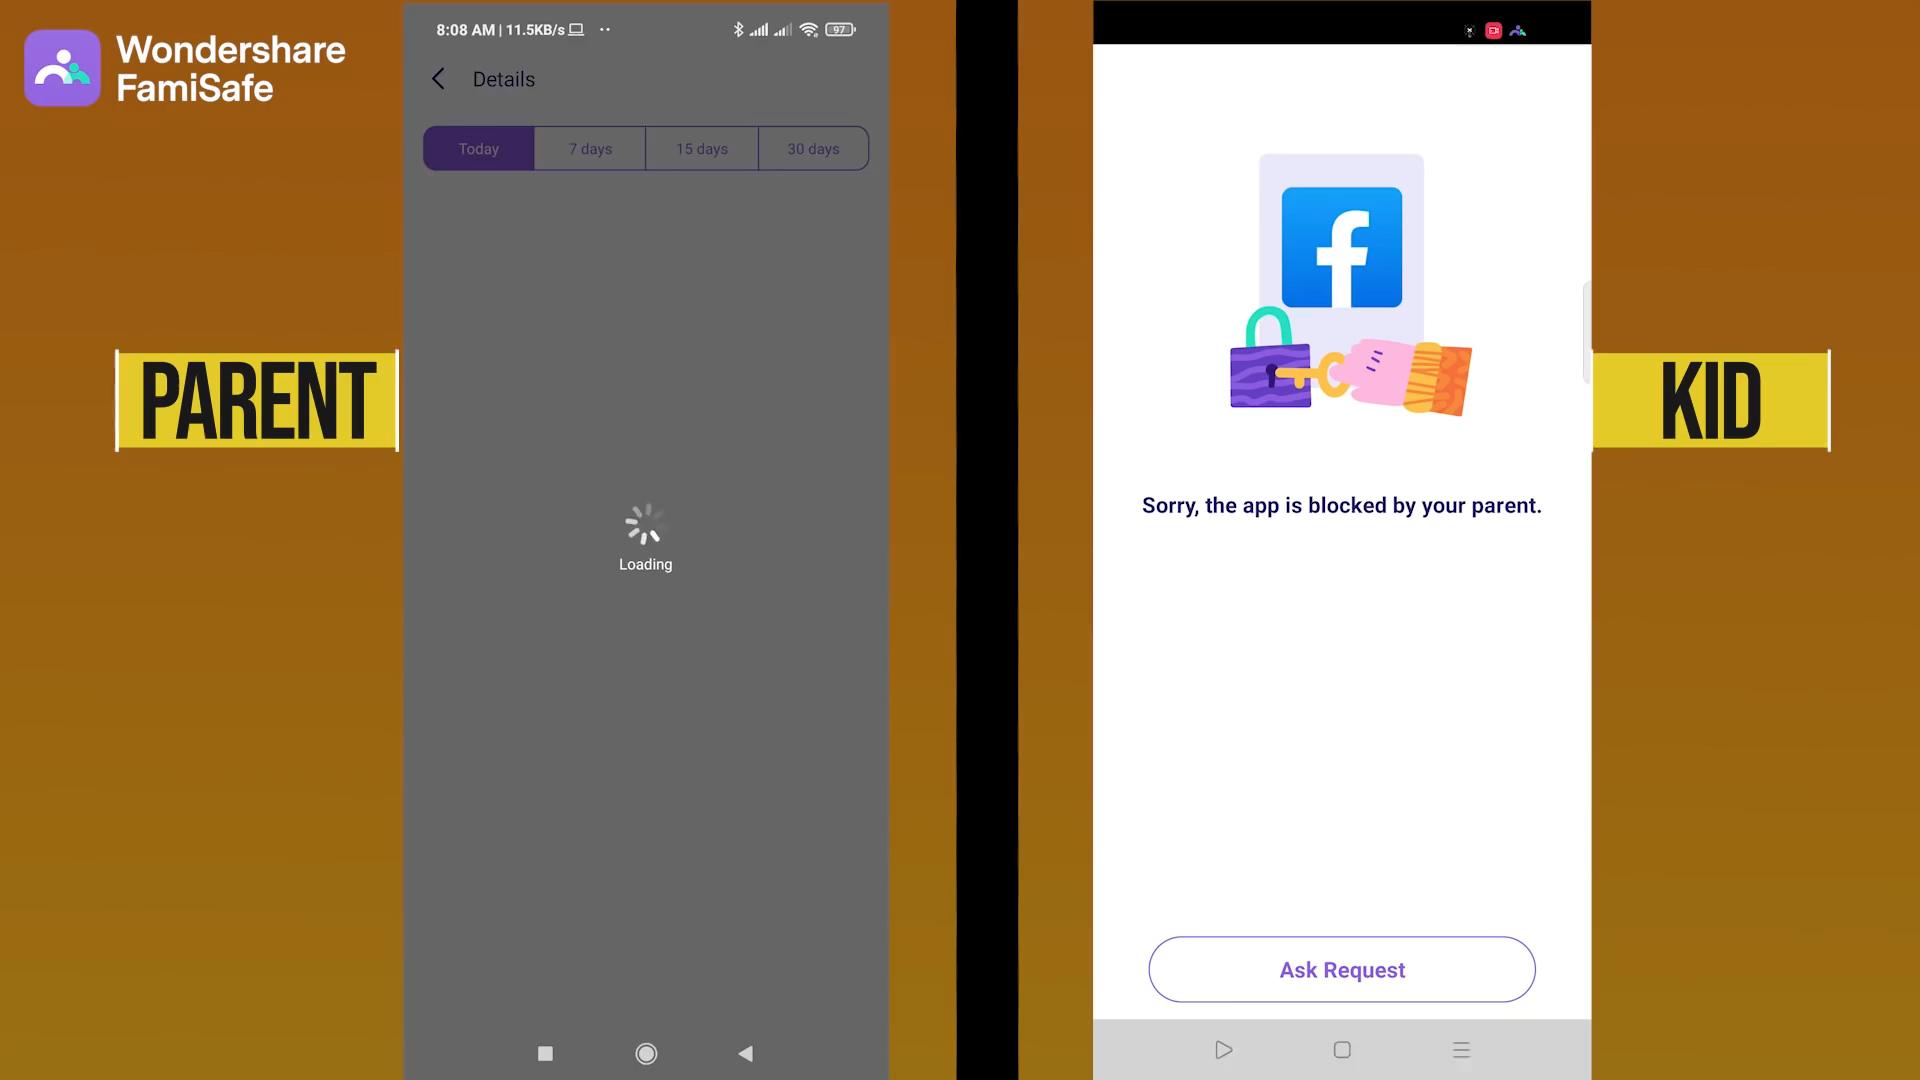 Wondershare
FamiSafe
8:08 AM | 11.5KB/s
97
Details
Today
7 days
15 days
30 days
PARENT
Loading
f
KID
Sorry, the app is blocked by your parent.
Ask Request